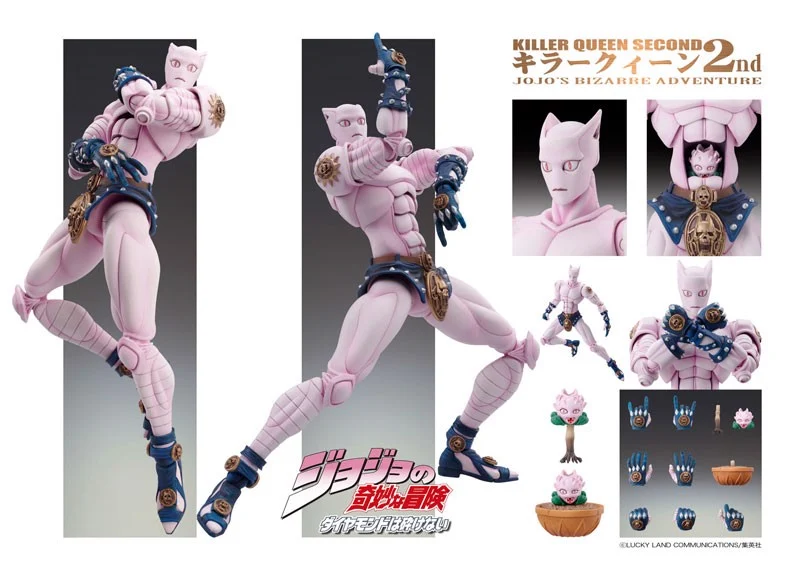 KILLER QUEEN SECOND
キラークィーン2nd
JOJO'S BIZARRE ADVENTURE
ジョジョの
奇妙な冒険
ダイヤモンドは砕けない
©LUCKY LAND COMMUNICATIONS/集英社